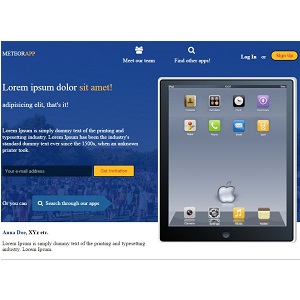 METEORAPP
Meet our team
Find other apps!
Log In or Sign Up
Lorem ipsum dolor sit amet!
adipisicing elit, that's it!
Lorem Ipsum is simply dummy text of the printing and
typesetting industry. Lorem Ipsum has been the industry's
standard dummy text ever since the 1500s, when an unknown
printer took.
Your e-mail address
Get Invitation
Or you can
Search through our apps
Anna Doe, XYz etc.
Lorem Ipsum is simply dummy text of the printing and typesetting
industry. Lorem Ipsum